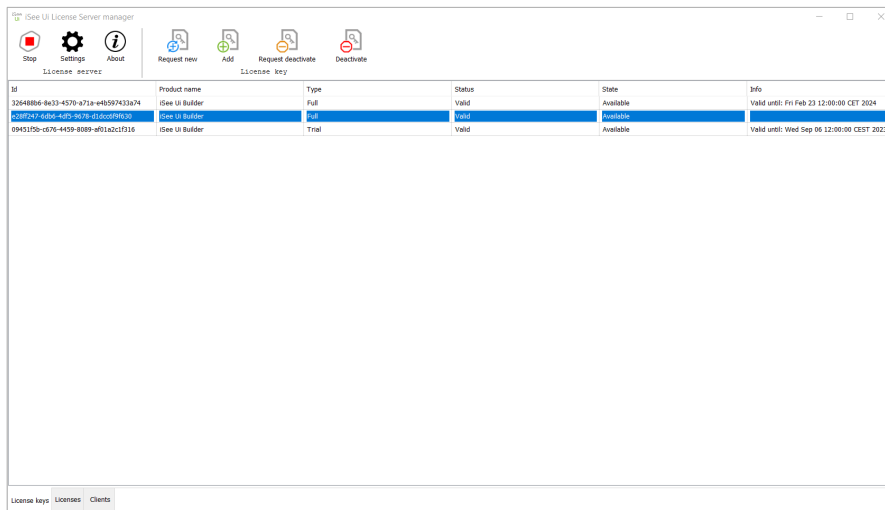 iSee Ui License Server manager
Stop Settings About Request new Add Request deactivate Deactivate
License server License key
Id Product name Type Status State Info
326488b6-8e33-4570-a71a-e4b597433a74 iSee Ui Builder Full Valid Available Valid until: Fri Feb 23 12:00:00 CET 2024
e28ff247-6db6-4df5-9678-d1dcc6f9f630 iSee Ui Builder Full Valid Available
09451f5b-c676-4459-8089-af01a2c1f316 iSee Ui Builder Trial Valid Available Valid until: Wed Sep 06 12:00:00 CEST 2023
License keys Licenses Clients